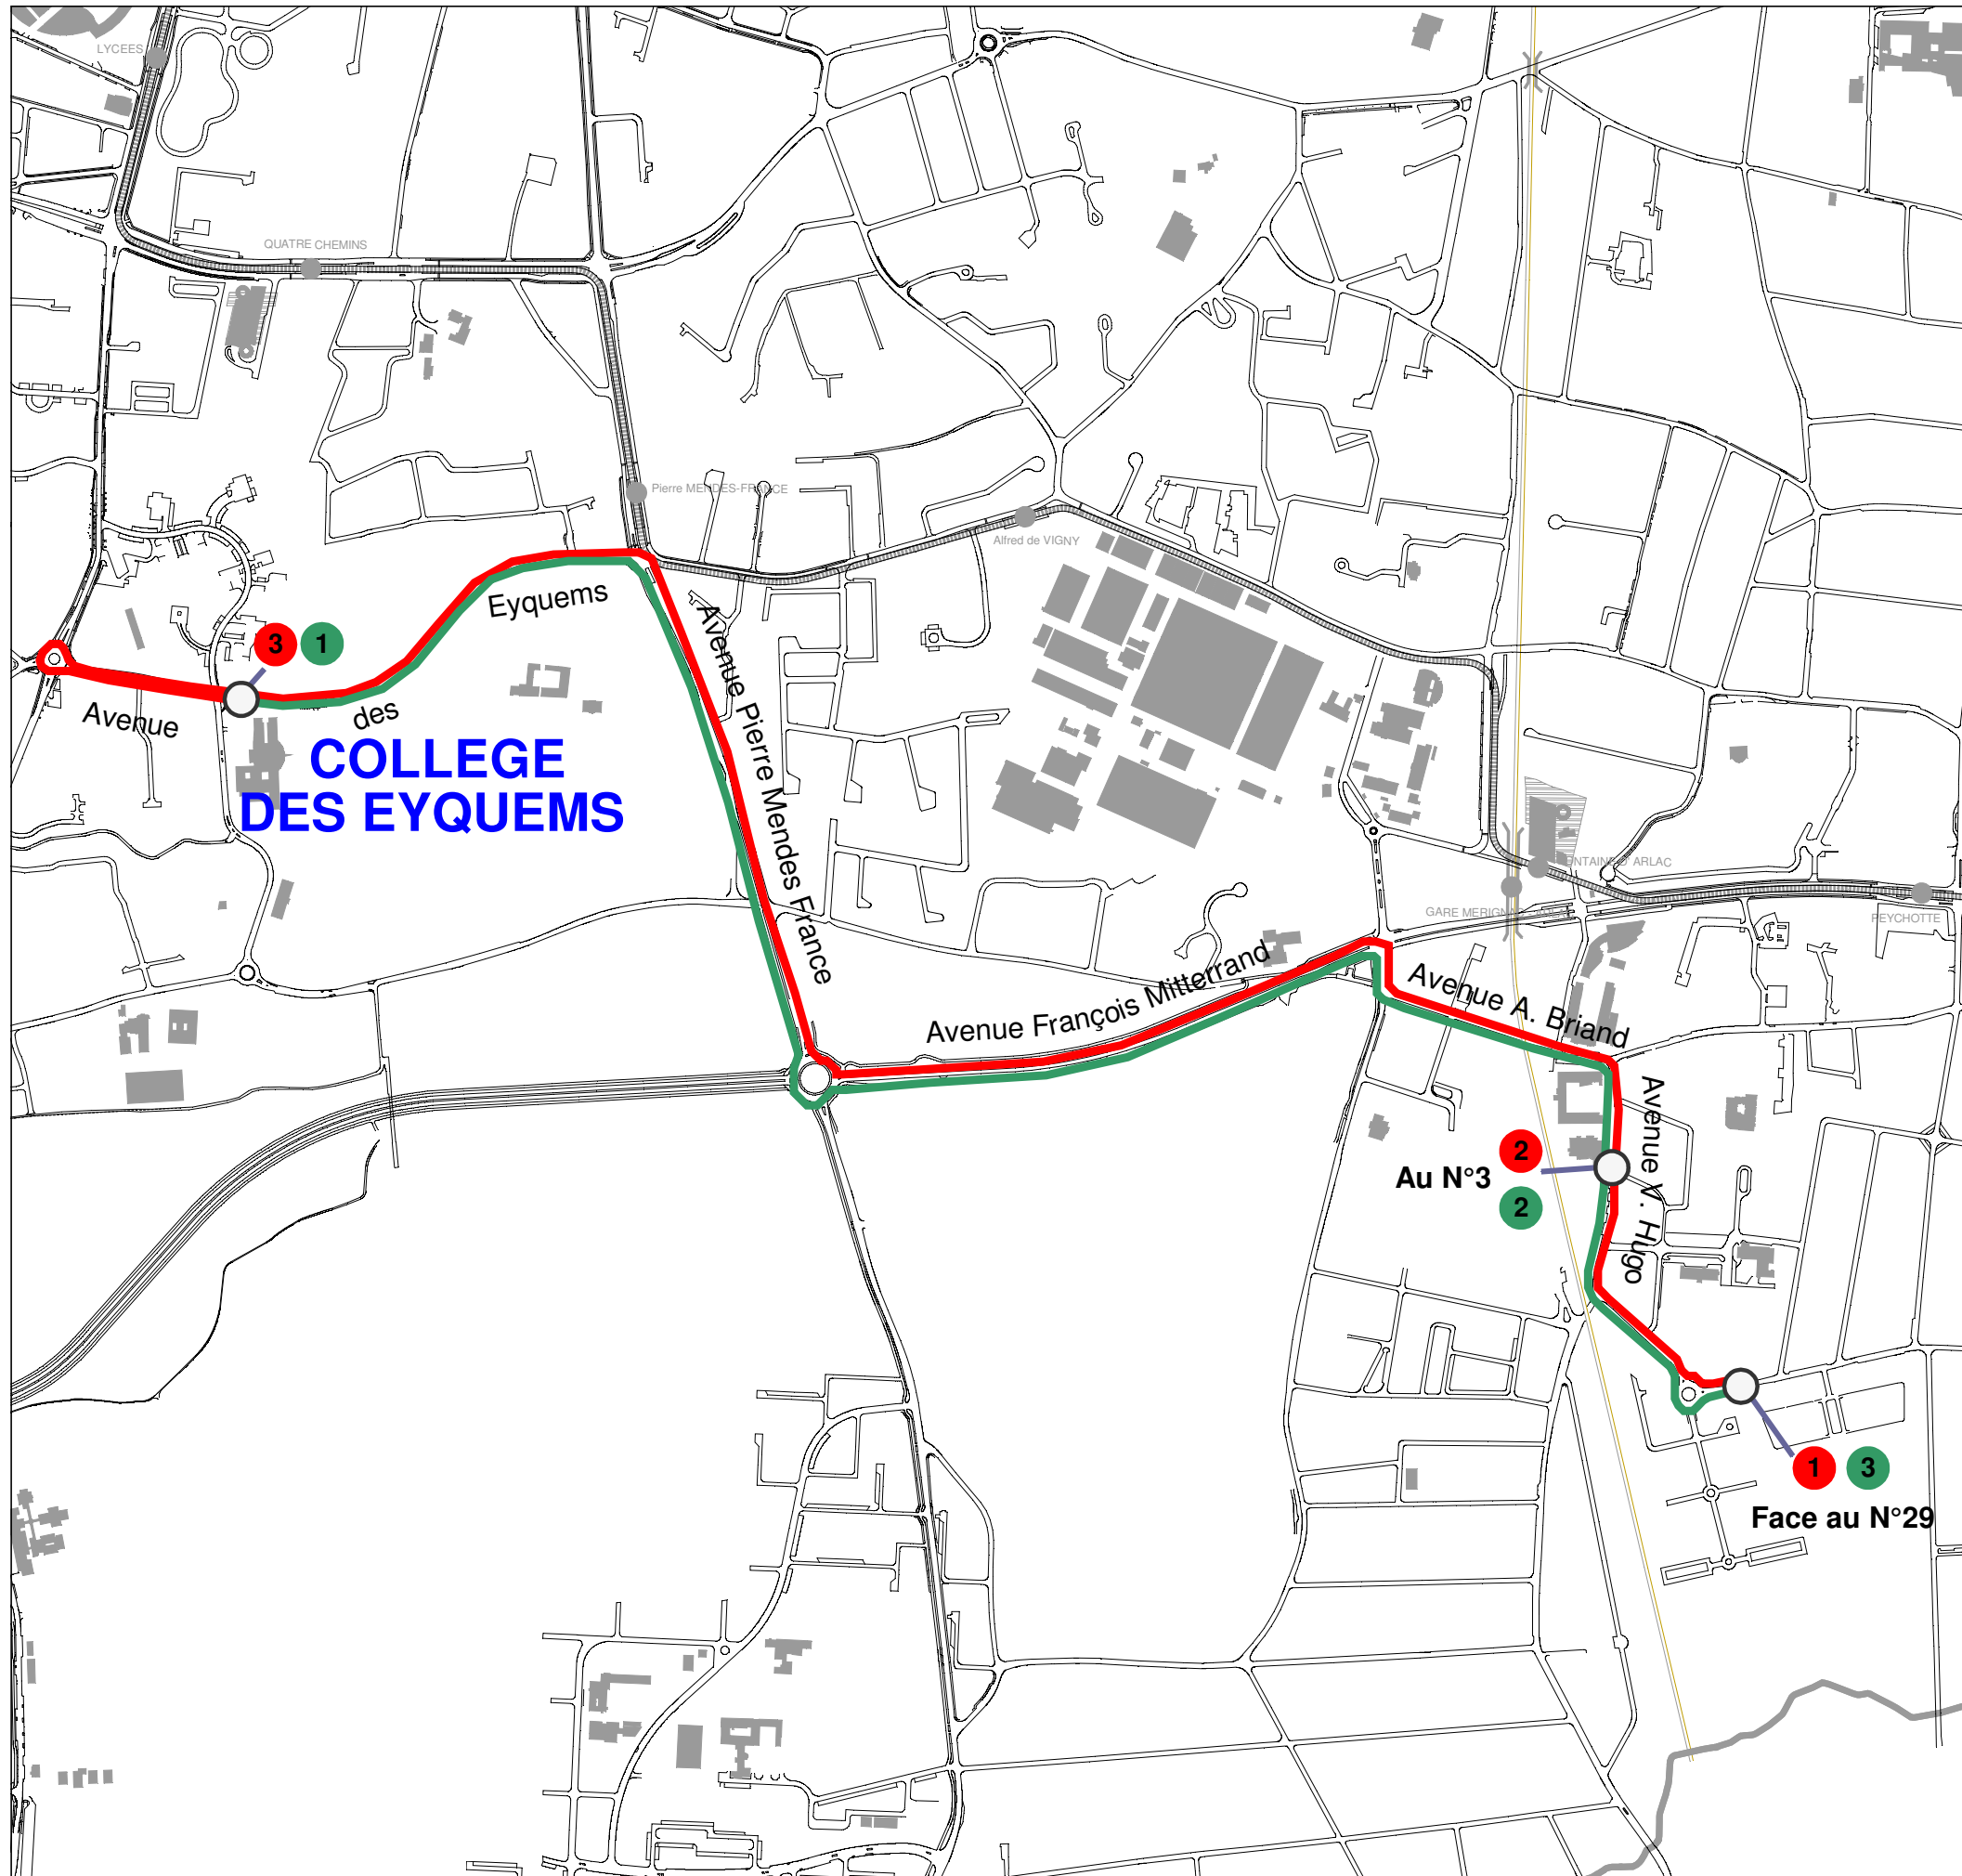 LYCEES
QUATRE CHEMINS
Pierre MENDES-FRANCE
Alfred de VIGNY
Eyquems
3
1
Avenue
des
COLLEGE
DES EYQUEMS
Avenue Pierre Mendes France
D'ARLAC
GARE
PEYCHOTTE
Avenue François Mitterrand
Avenue A. Briand
Avenue V. Hugo
2
Au N°3
2
1
3
Face au N°29